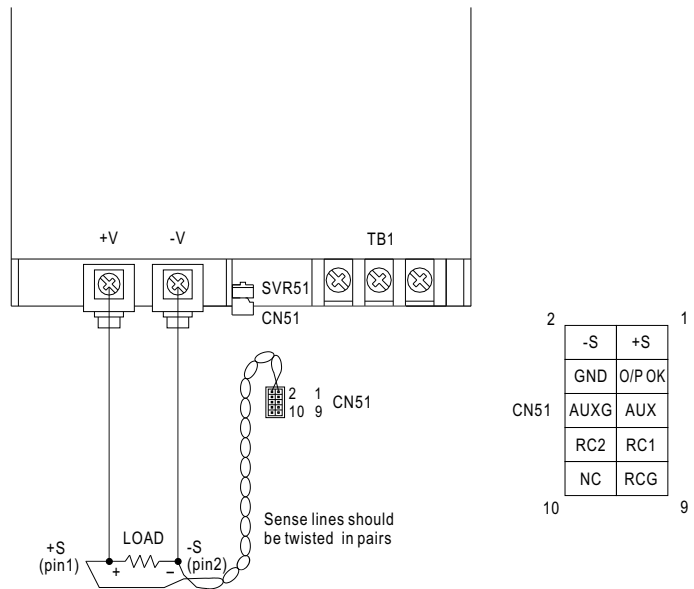 +V -V TB1
SVR51
CN51
2 1
-S +S
GND O/P OK
CN51 AUXG AUX
RC2 RC1
NC RCG
10 9
2 1
10 9
CN51
Sense lines should
be twisted in pairs
+S
(pin1)
LOAD
-S
(pin2)
+ –